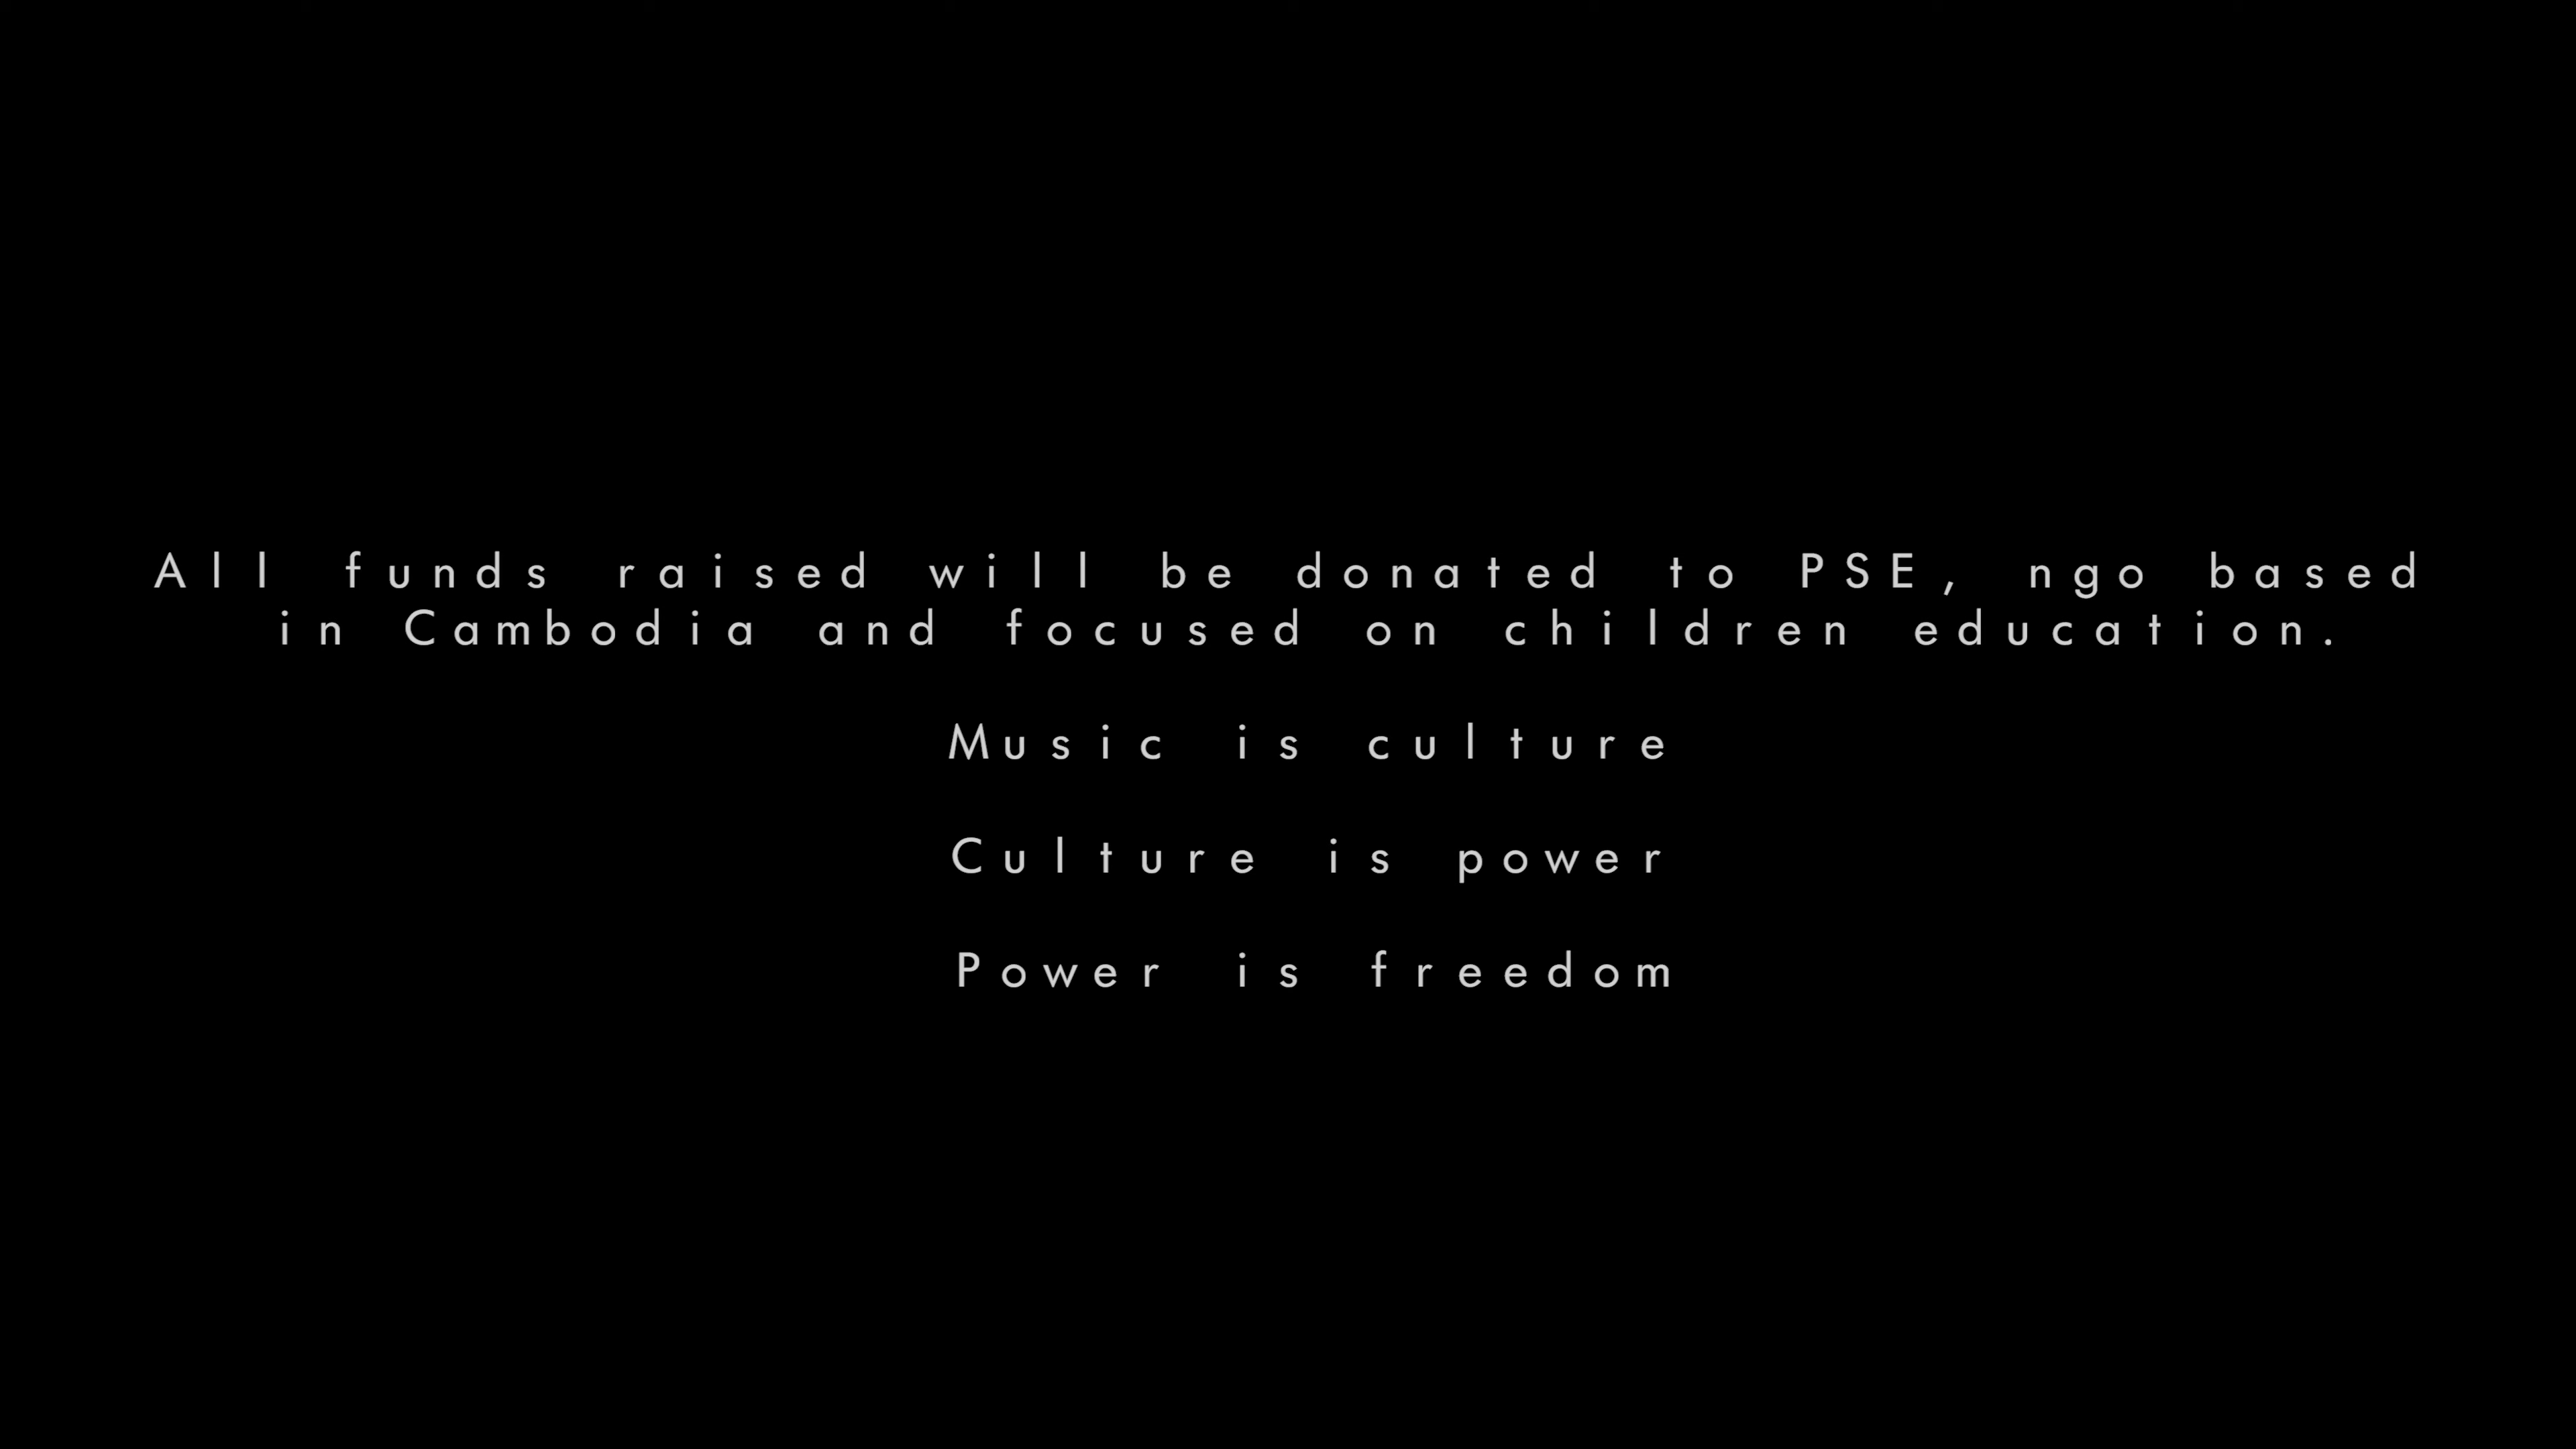 All funds raised will be donated to PSE, ngo based
in Cambodia and focused on children education.
Music is culture
Culture is power
Power is freedom